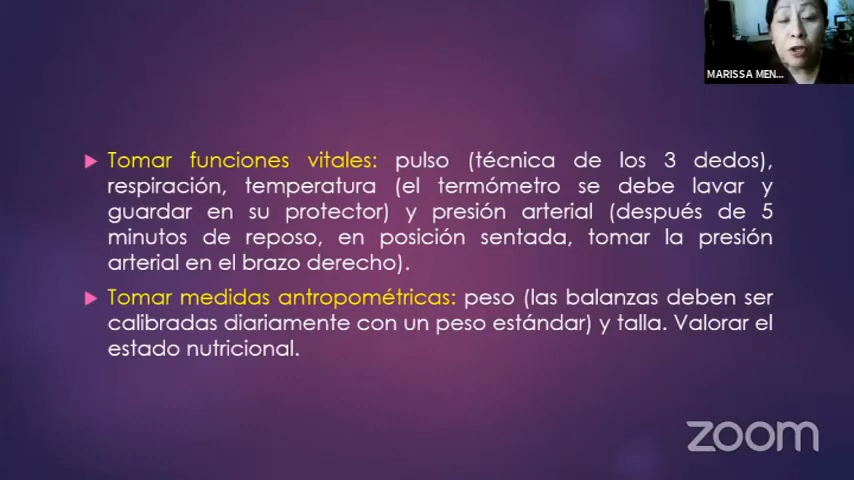 MARISSA MEN...
Tomar funciones vitales: pulso (técnica de los 3 dedos),
respiración, temperatura (el termómetro se debe lavar y
guardar en su protector) y presión arterial (después de 5
minutos de reposo, en posición sentada, tomar la presión
arterial en el brazo derecho).
Tomar medidas antropométricas: peso (las balanzas deben ser
calibradas diariamente con un peso estándar) y talla. Valorar el
estado nutricional.
zoom